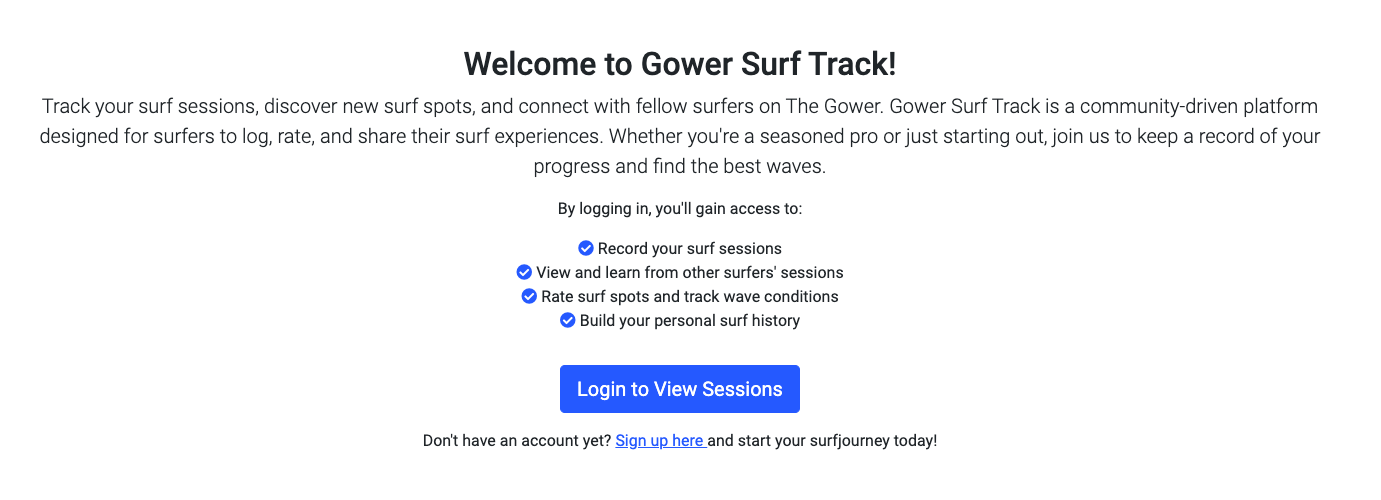 Welcome to Gower Surf Track!
Track your surf sessions, discover new surf spots, and connect with fellow surfers on The Gower. Gower Surf Track is a community-driven platform
designed for surfers to log, rate, and share their surf experiences. Whether you're a seasoned pro or just starting out, join us to keep a record of your
progress and find the best waves.
By logging in, you'll gain access to:
Record your surf sessions
View and learn from other surfers' sessions
Rate surf spots and track wave conditions
Build your personal surf history
Login to View Sessions
Don't have an account yet? Sign up here and start your surfjourney today!